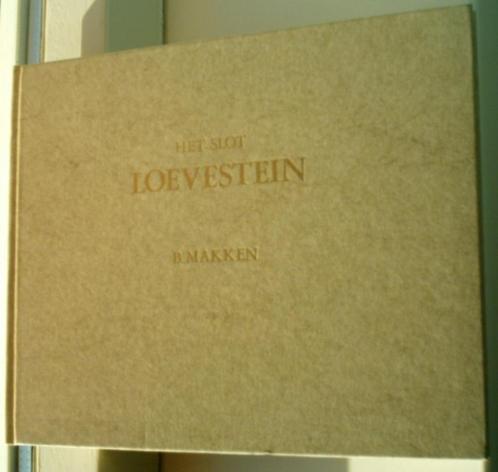 HET SLOT
LOEVESTEIN
B. MAKKEN